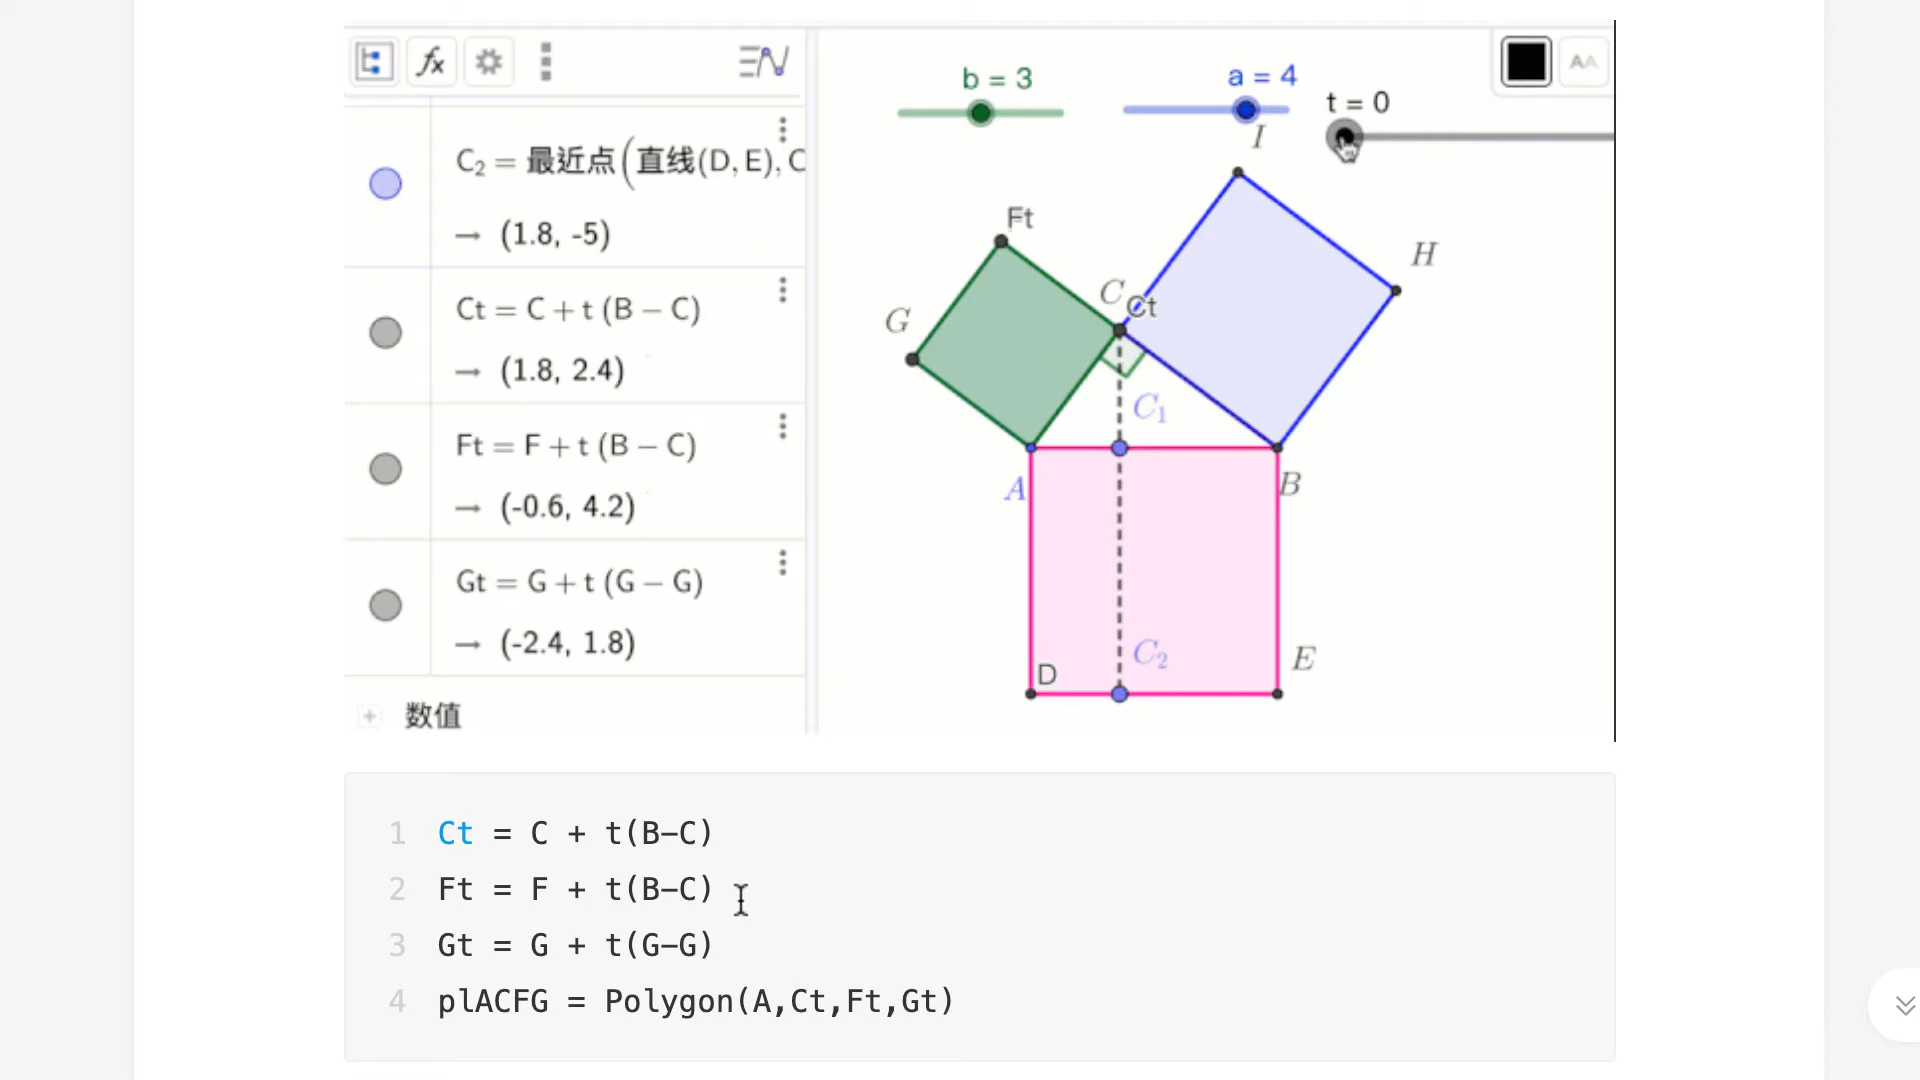 fx
b = 3
a = 4
t = 0
AA
C₂ = 最近点(直线(D, E), C
→ (1.8, -5)
Ct = C + t (B − C)
→ (1.8, 2.4)
Ft = F + t (B − C)
→ (-0.6, 4.2)
Gt = G + t (G − G)
→ (-2.4, 1.8)
+ 数值
I
Ft
H
C
Ct
G
C₁
A
B
C₂
D
E
1 Ct = C + t(B−C)
2 Ft = F + t(B−C)
3 Gt = G + t(G−G)
4 plACFG = Polygon(A,Ct,Ft,Gt)